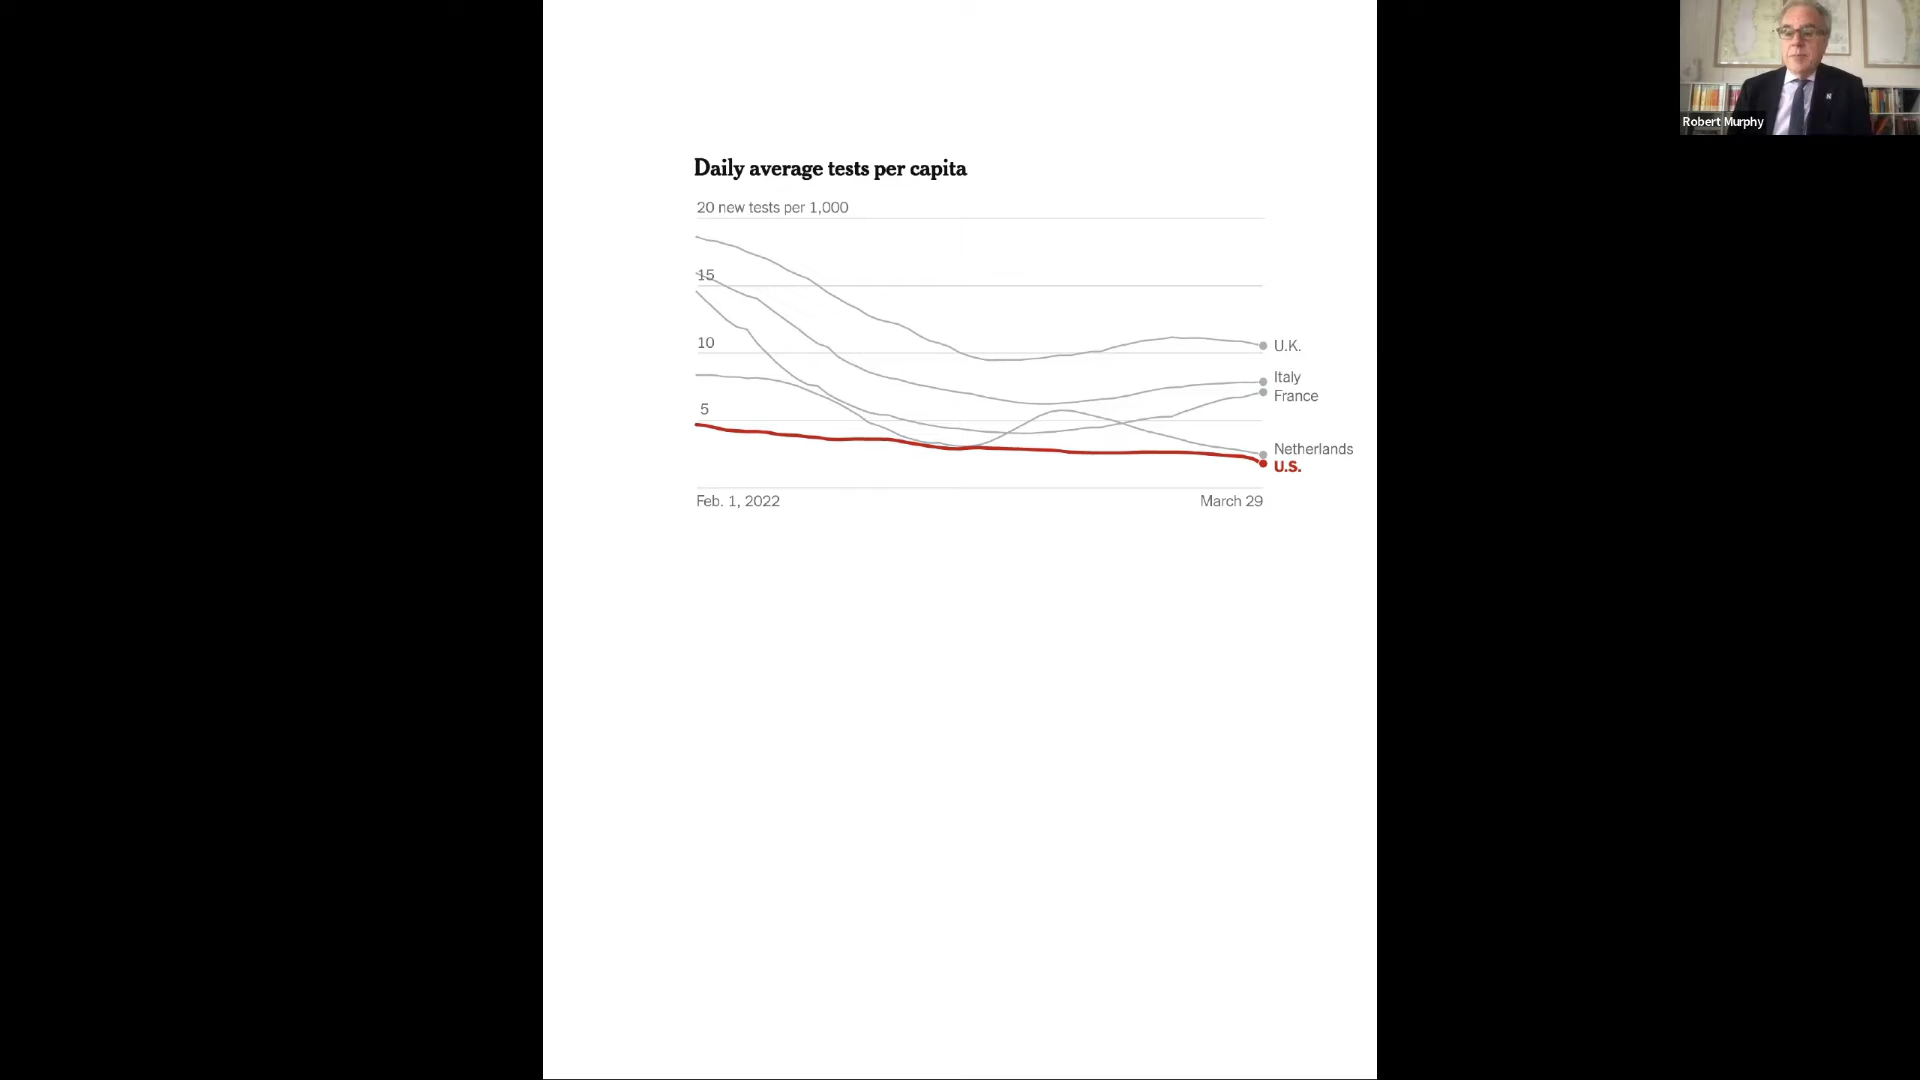 Robert Murphy
Daily average tests per capita
20 new tests per 1,000
15
10
5
U.K.
Italy
France
Netherlands
U.S.
Feb. 1, 2022
March 29